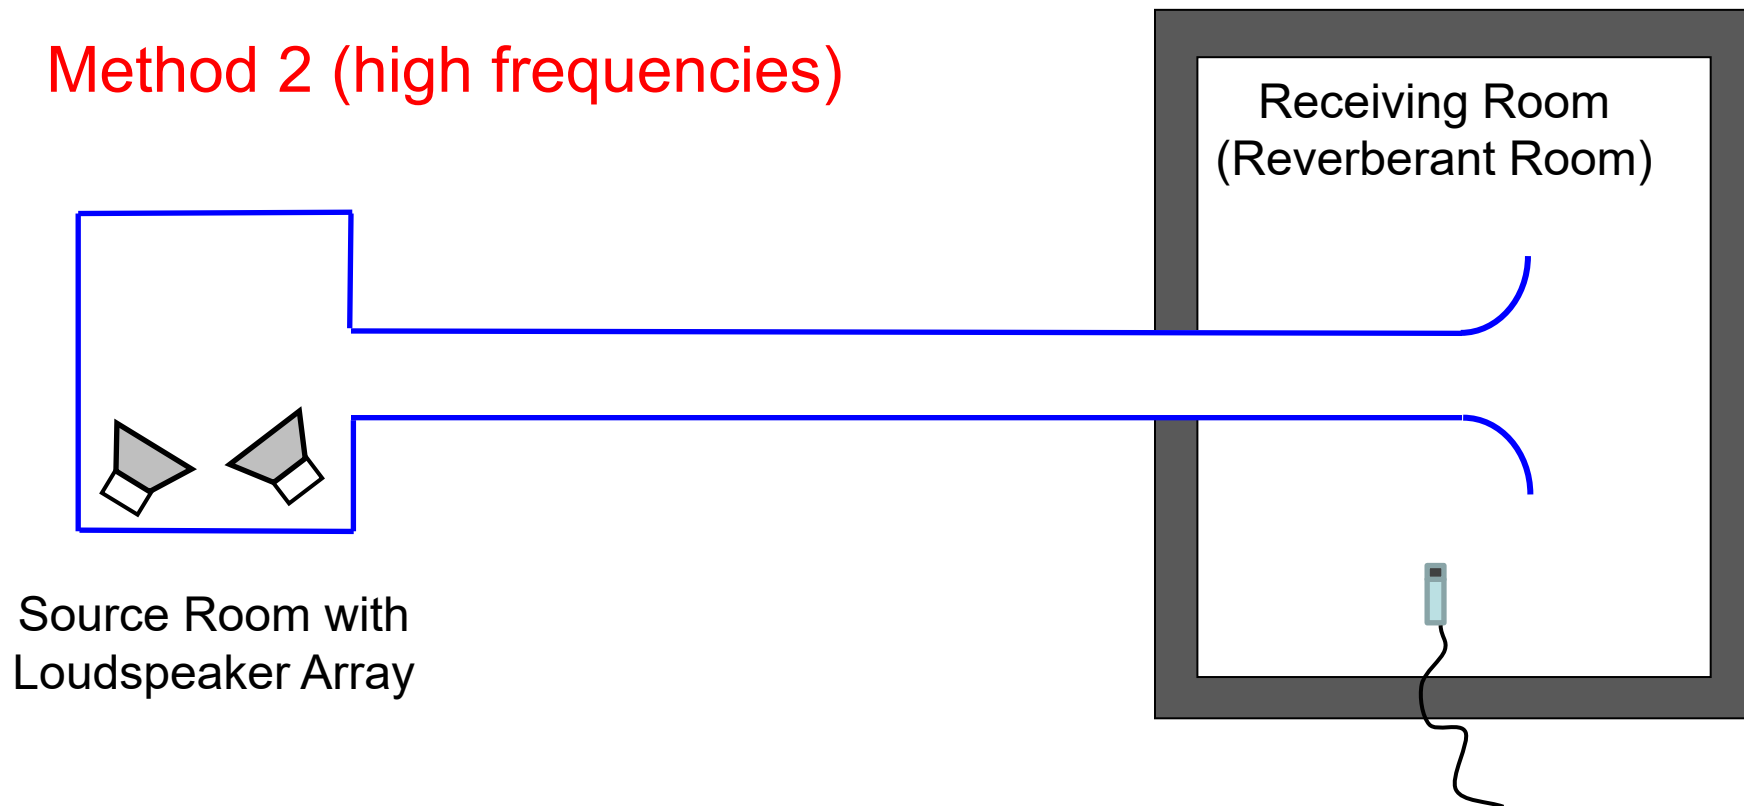 Method 2 (high frequencies)
Receiving Room
(Reverberant Room)
Source Room with
Loudspeaker Array